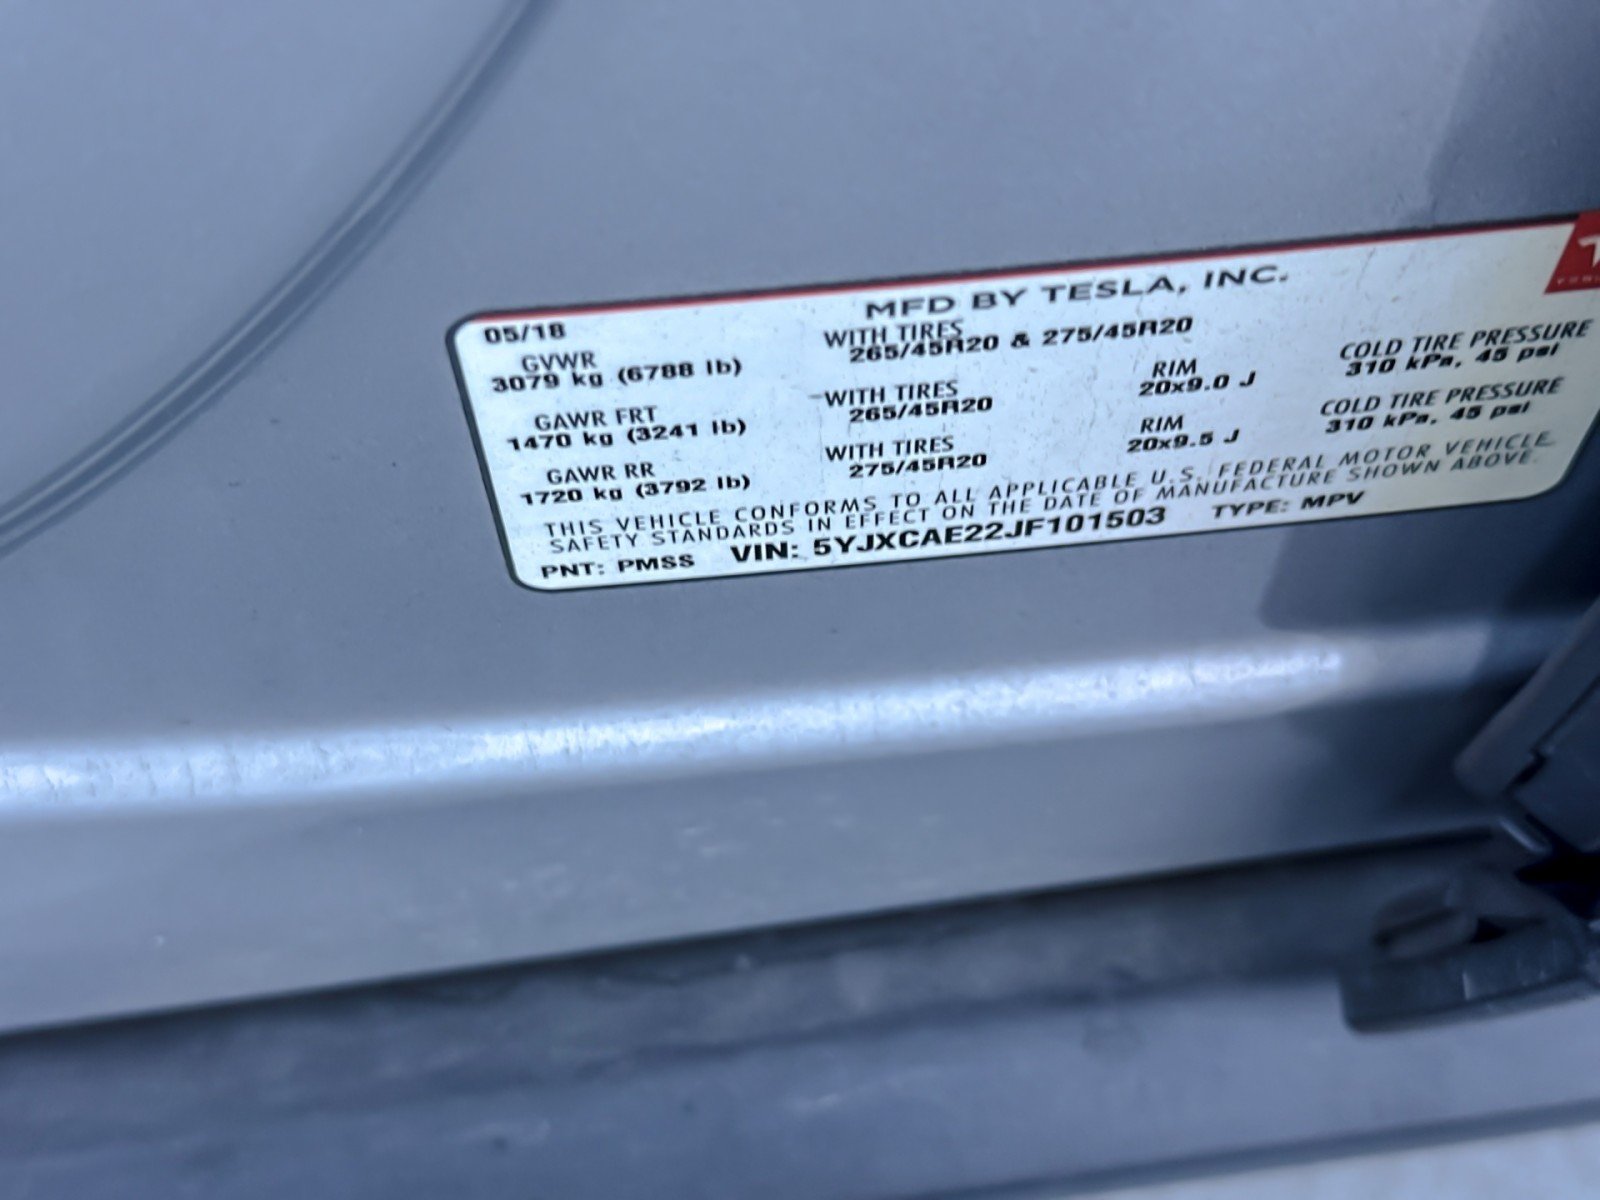 MFD BY TESLA, INC.
05/18
GVWR
3079 kg (6788 lb)
WITH TIRES
265/45R20 & 275/45R20
GAWR FRT
1470 kg (3241 lb)
WITH TIRES
265/45R20
RIM
20x9.0 J
COLD TIRE PRESSURE
310 kPa, 45 psi
GAWR RR
1720 kg (3792 lb)
WITH TIRES
275/45R20
RIM
20x9.5 J
COLD TIRE PRESSURE
310 kPa, 45 psi
THIS VEHICLE CONFORMS TO ALL APPLICABLE U.S. FEDERAL MOTOR VEHICLE
SAFETY STANDARDS IN EFFECT ON THE DATE OF MANUFACTURE SHOWN ABOVE.
PNT: PMSS VIN: 5YJXCAE22JF101503 TYPE: MPV